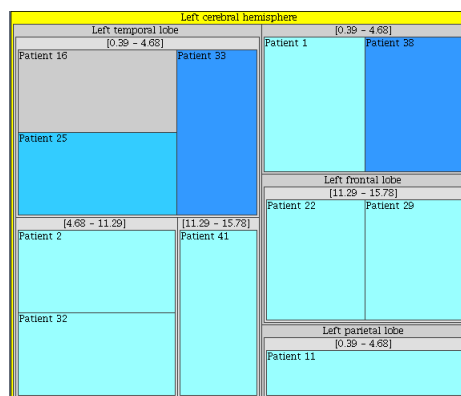 Left cerebral hemisphere
Left temporal lobe
[0.39 - 4.68]
Patient 16
Patient 33
Patient 25
[4.68 - 11.29]
[11.29 - 15.78]
Patient 2
Patient 41
Patient 32
[0.39 - 4.68]
Patient 1
Patient 38
Left frontal lobe
[11.29 - 15.78]
Patient 22
Patient 29
Left parietal lobe
[0.39 - 4.68]
Patient 11